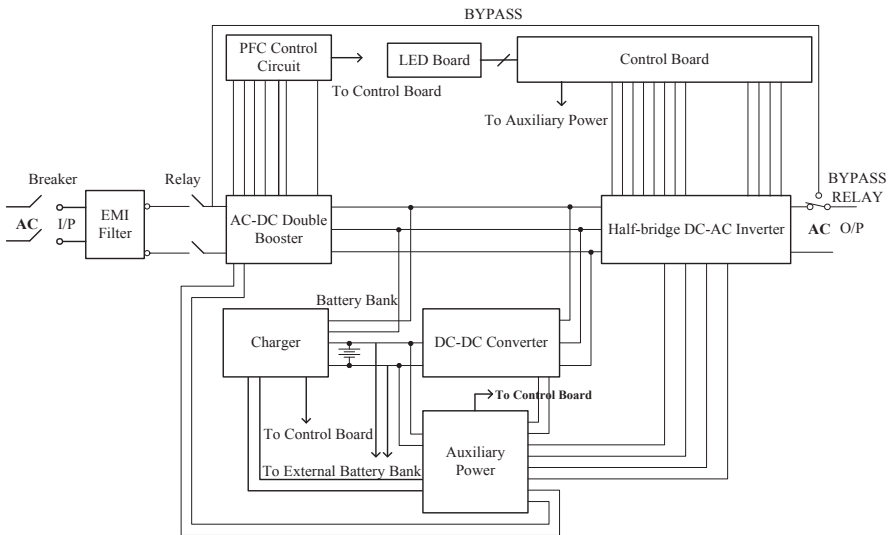 BYPASS
PFC Control
Circuit
LED Board
Control Board
To Control Board
To Auxiliary Power
Breaker
Relay
BYPASS
RELAY
AC I/P
EMI
Filter
AC-DC Double
Booster
Half-bridge DC-AC Inverter
AC O/P
Battery Bank
Charger
DC-DC Converter
To Control Board
To Control Board
Auxiliary
Power
To External Battery Bank